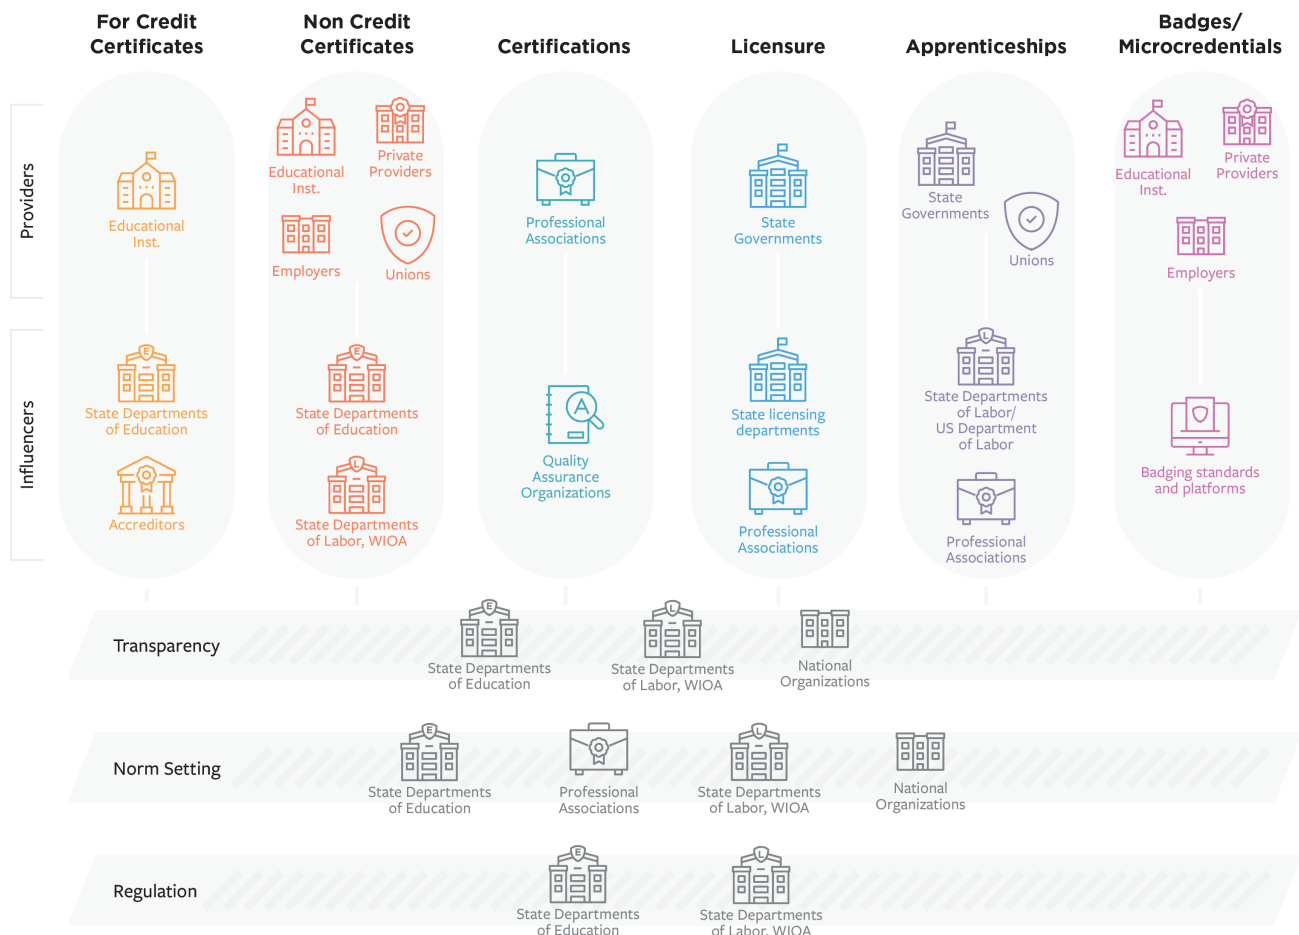 For Credit
Certificates
Non Credit
Certificates
Certifications
Licensure
Apprenticeships
Badges/
Microcredentials
Providers
Educational
Inst.
Educational
Inst.
Private
Providers
Employers
Unions
Professional
Associations
State
Governments
State
Governments
Unions
Educational
Inst.
Private
Providers
Employers
Influencers
E
State Departments
of Education
Accreditors
E
State Departments
of Education
L
State Departments
of Labor, WIOA
A
Quality
Assurance
Organizations
State licensing
departments
Professional
Associations
L
State Departments
of Labor/
US Department
of Labor
Professional
Associations
Badging standards
and platforms
Transparency
E
State Departments
of Education
L
State Departments
of Labor, WIOA
National
Organizations
Norm Setting
E
State Departments
of Education
Professional
Associations
L
State Departments
of Labor, WIOA
National
Organizations
Regulation
E
State Departments
of Education
L
State Departments
of Labor, WIOA